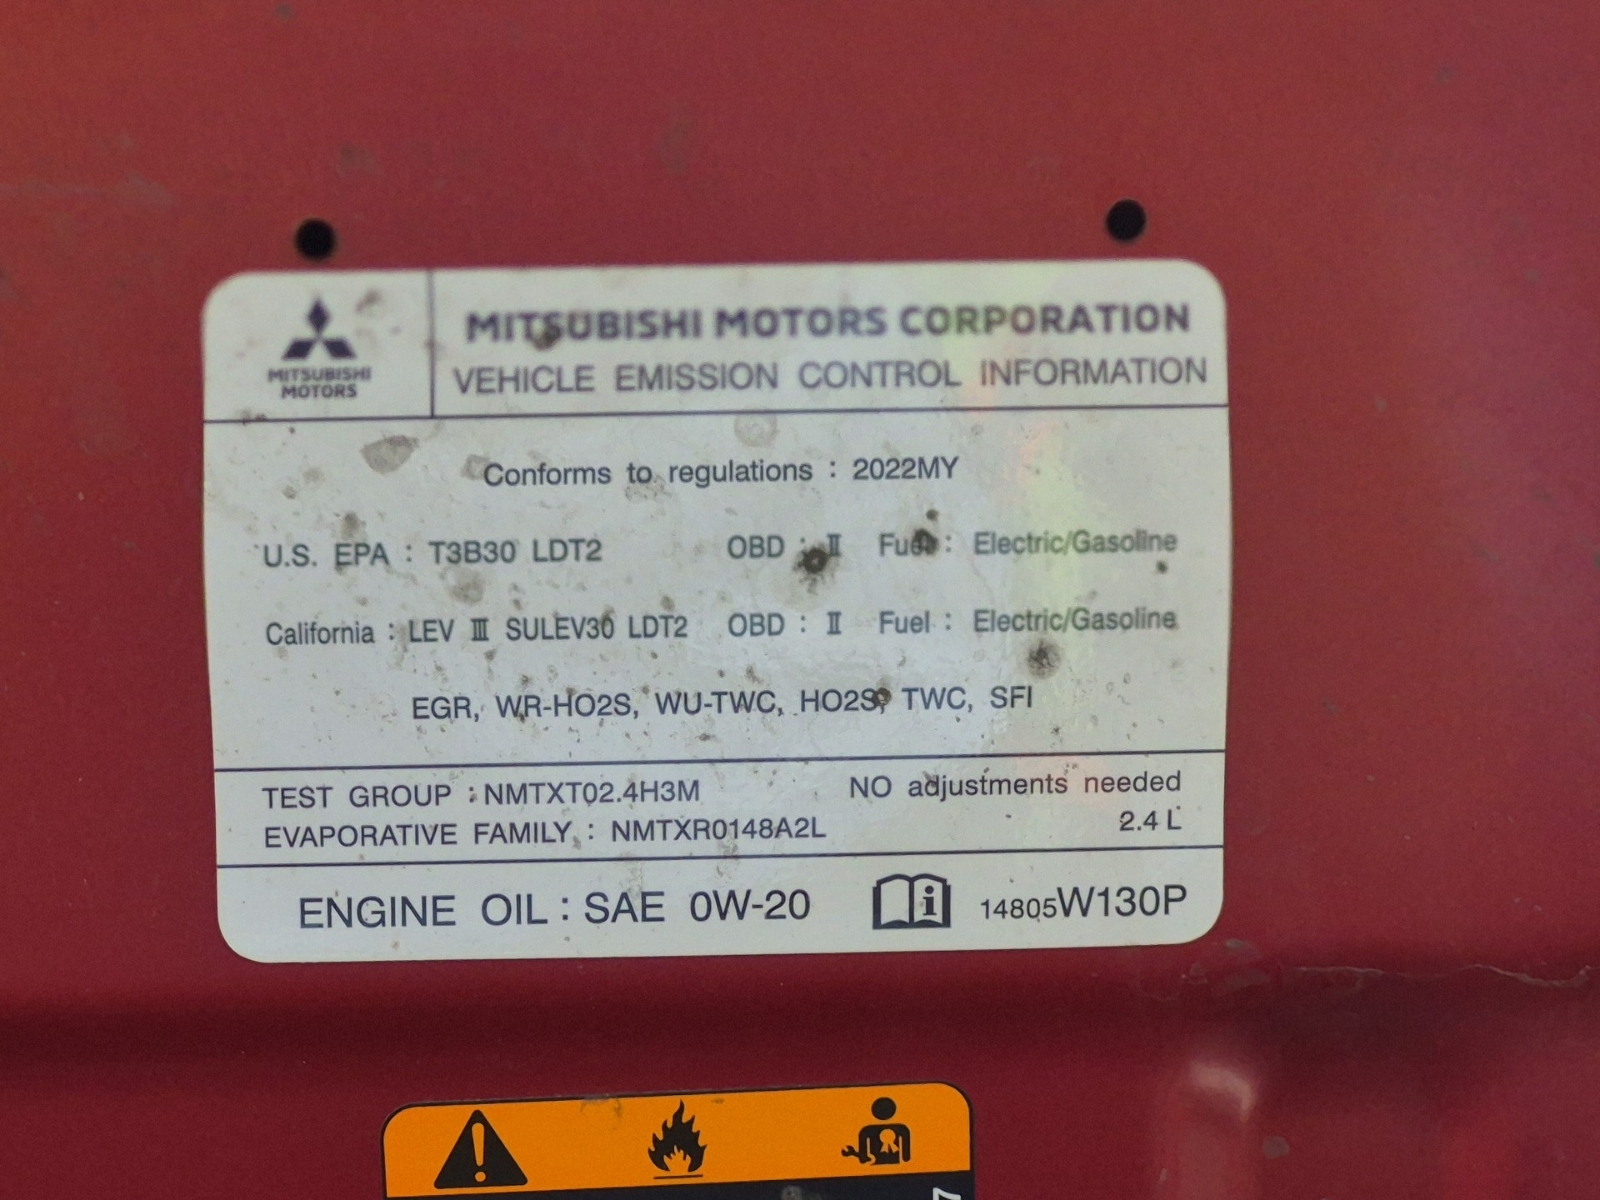 MITSUBISHI
MOTORS
MITSUBISHI MOTORS CORPORATION
VEHICLE EMISSION CONTROL INFORMATION
Conforms to regulations : 2022MY
U.S. EPA : T3B30 LDT2 OBD : Ⅱ Fuel : Electric/Gasoline
California : LEV Ⅲ SULEV30 LDT2 OBD : Ⅱ Fuel : Electric/Gasoline
EGR, WR-HO2S, WU-TWC, HO2S, TWC, SFI
TEST GROUP : NMTXT02.4H3M NO adjustments needed
EVAPORATIVE FAMILY : NMTXR0148A2L 2.4 L
ENGINE OIL : SAE 0W-20 14805W130P